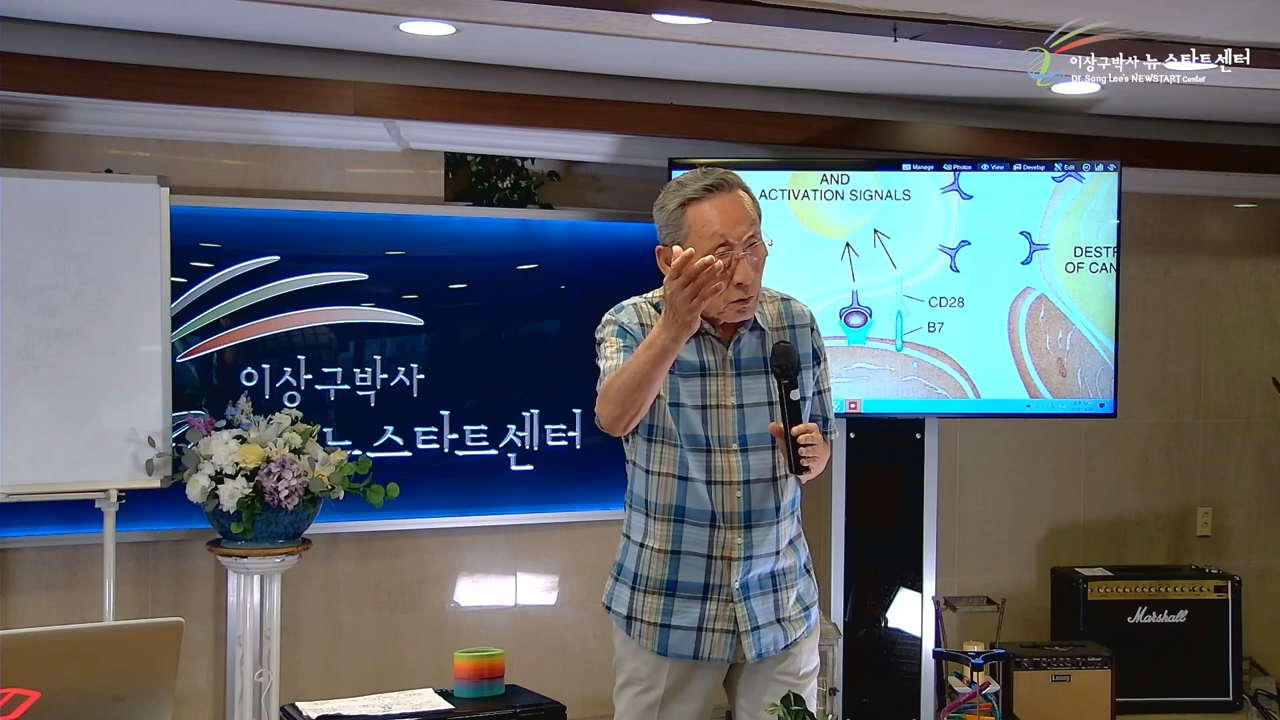 이상구박사 뉴스타트센터
Dr. Sang Lee's NEWSTART Center
Manage Photos View Develop Edit
AND
ACTIVATION SIGNALS
CD28
B7
OF CAN
이상구박사
스타트센터
Marshall
Laney